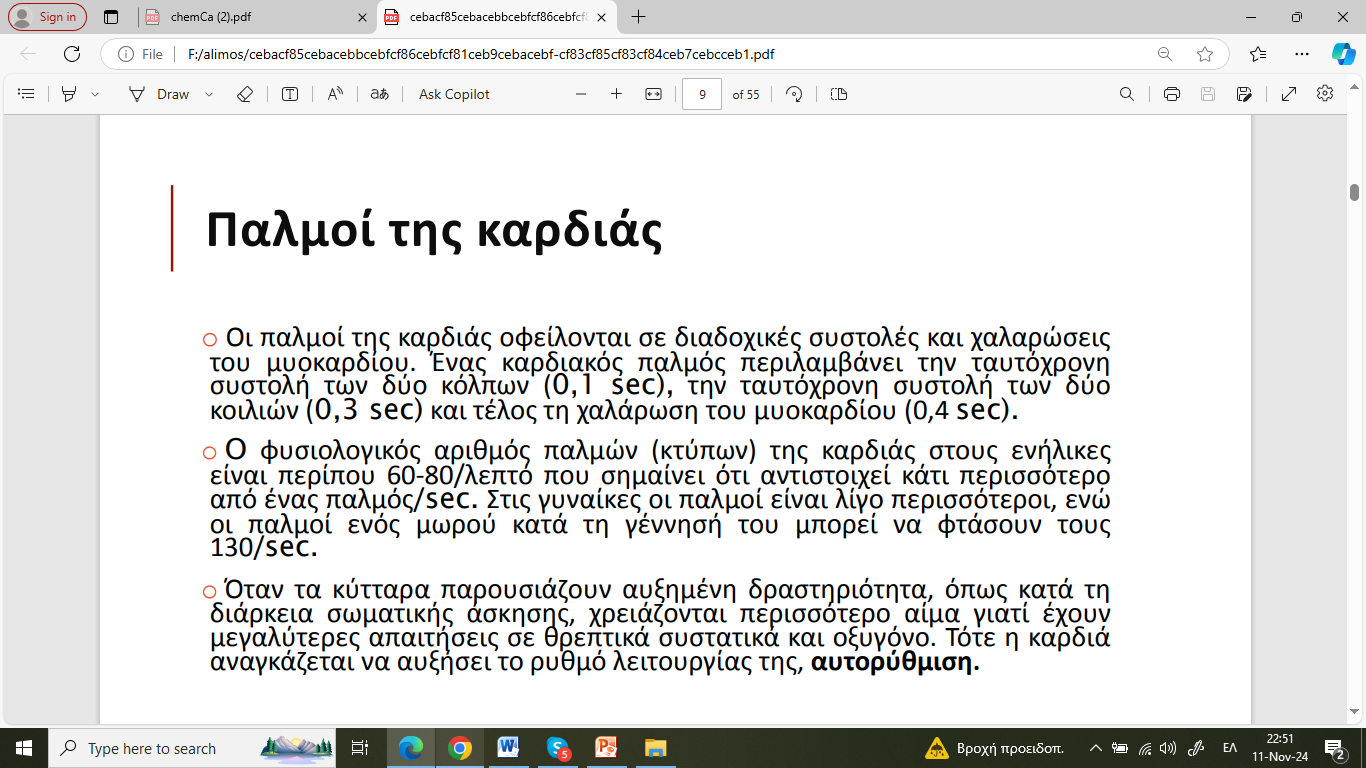 Sign in
chemCa (2).pdf
cebacf85cebacebbcebfcf86cebfcf8
File
F:/alimos/cebacf85cebacebbcebfcf86cebfcf81ceb9cebacebf-cf83cf85cf83cf84ceb7cebcceb1.pdf
Draw
aあ
Ask Copilot
9
of 55
Παλμοί της καρδιάς
Οι παλμοί της καρδιάς οφείλονται σε διαδοχικές συστολές και χαλαρώσεις
του μυοκαρδίου. Ένας καρδιακός παλμός περιλαμβάνει την ταυτόχρονη
συστολή των δύο κόλπων (0,1 sec), την ταυτόχρονη συστολή των δύο
κοιλιών (0,3 sec) και τέλος τη χαλάρωση του μυοκαρδίου (0,4 sec).
Ο φυσιολογικός αριθμός παλμών (κτύπων) της καρδιάς στους ενήλικες
είναι περίπου 60-80/λεπτό που σημαίνει ότι αντιστοιχεί κάτι περισσότερο
από ένας παλμός/sec. Στις γυναίκες οι παλμοί είναι λίγο περισσότεροι, ενώ
οι παλμοί ενός μωρού κατά τη γέννησή του μπορεί να φτάσουν τους
130/sec.
Όταν τα κύτταρα παρουσιάζουν αυξημένη δραστηριότητα, όπως κατά τη
διάρκεια σωματικής άσκησης, χρειάζονται περισσότερο αίμα γιατί έχουν
μεγαλύτερες απαιτήσεις σε θρεπτικά συστατικά και οξυγόνο. Τότε η καρδιά
αναγκάζεται να αυξήσει το ρυθμό λειτουργίας της, αυτορύθμιση.
Type here to search
Βροχή προειδοπ.
ΕΛ
22:51
11-Nov-24
2